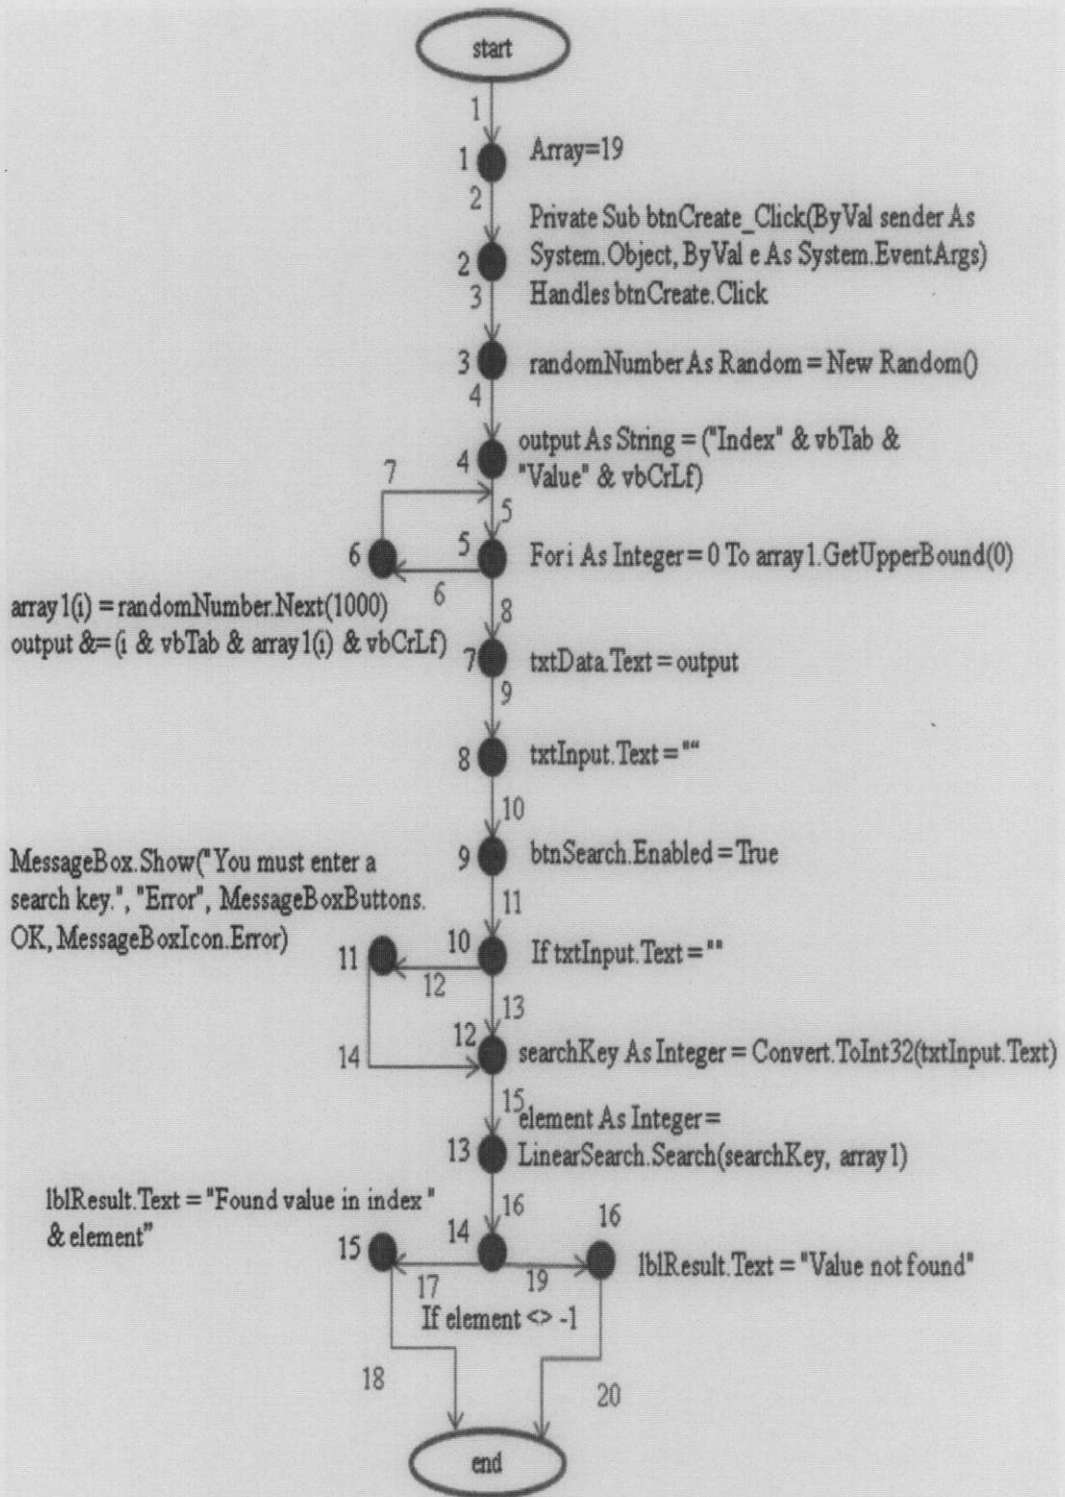 start
1
1
Array=19
2
Private Sub btnCreate_Click(ByVal sender As
System.Object, ByVal e As System.EventArgs)
Handles btnCreate.Click
2
3
3
randomNumber As Random = New Random()
4
4
output As String = ("Index" & vbTab &
"Value" & vbCrLf)
7
5
6
5
For i As Integer = 0 To array1.GetUpperBound(0)
6
array1(i) = randomNumber.Next(1000)
output &= (i & vbTab & array1(i) & vbCrLf)
8
7
txtData.Text = output
9
8
txtInput.Text = "“
10
9
btnSearch.Enabled = True
MessageBox.Show("You must enter a
search key.", "Error", MessageBoxButtons.
OK, MessageBoxIcon.Error)
11
11
10
If txtInput.Text = ""
12
13
14
12
searchKey As Integer = Convert.ToInt32(txtInput.Text)
15
element As Integer =
LinearSearch.Search(searchKey, array1)
13
lblResult.Text = "Found value in index "
& element”
16
15
14
16
lblResult.Text = "Value not found"
17
19
If element <> -1
18
20
end